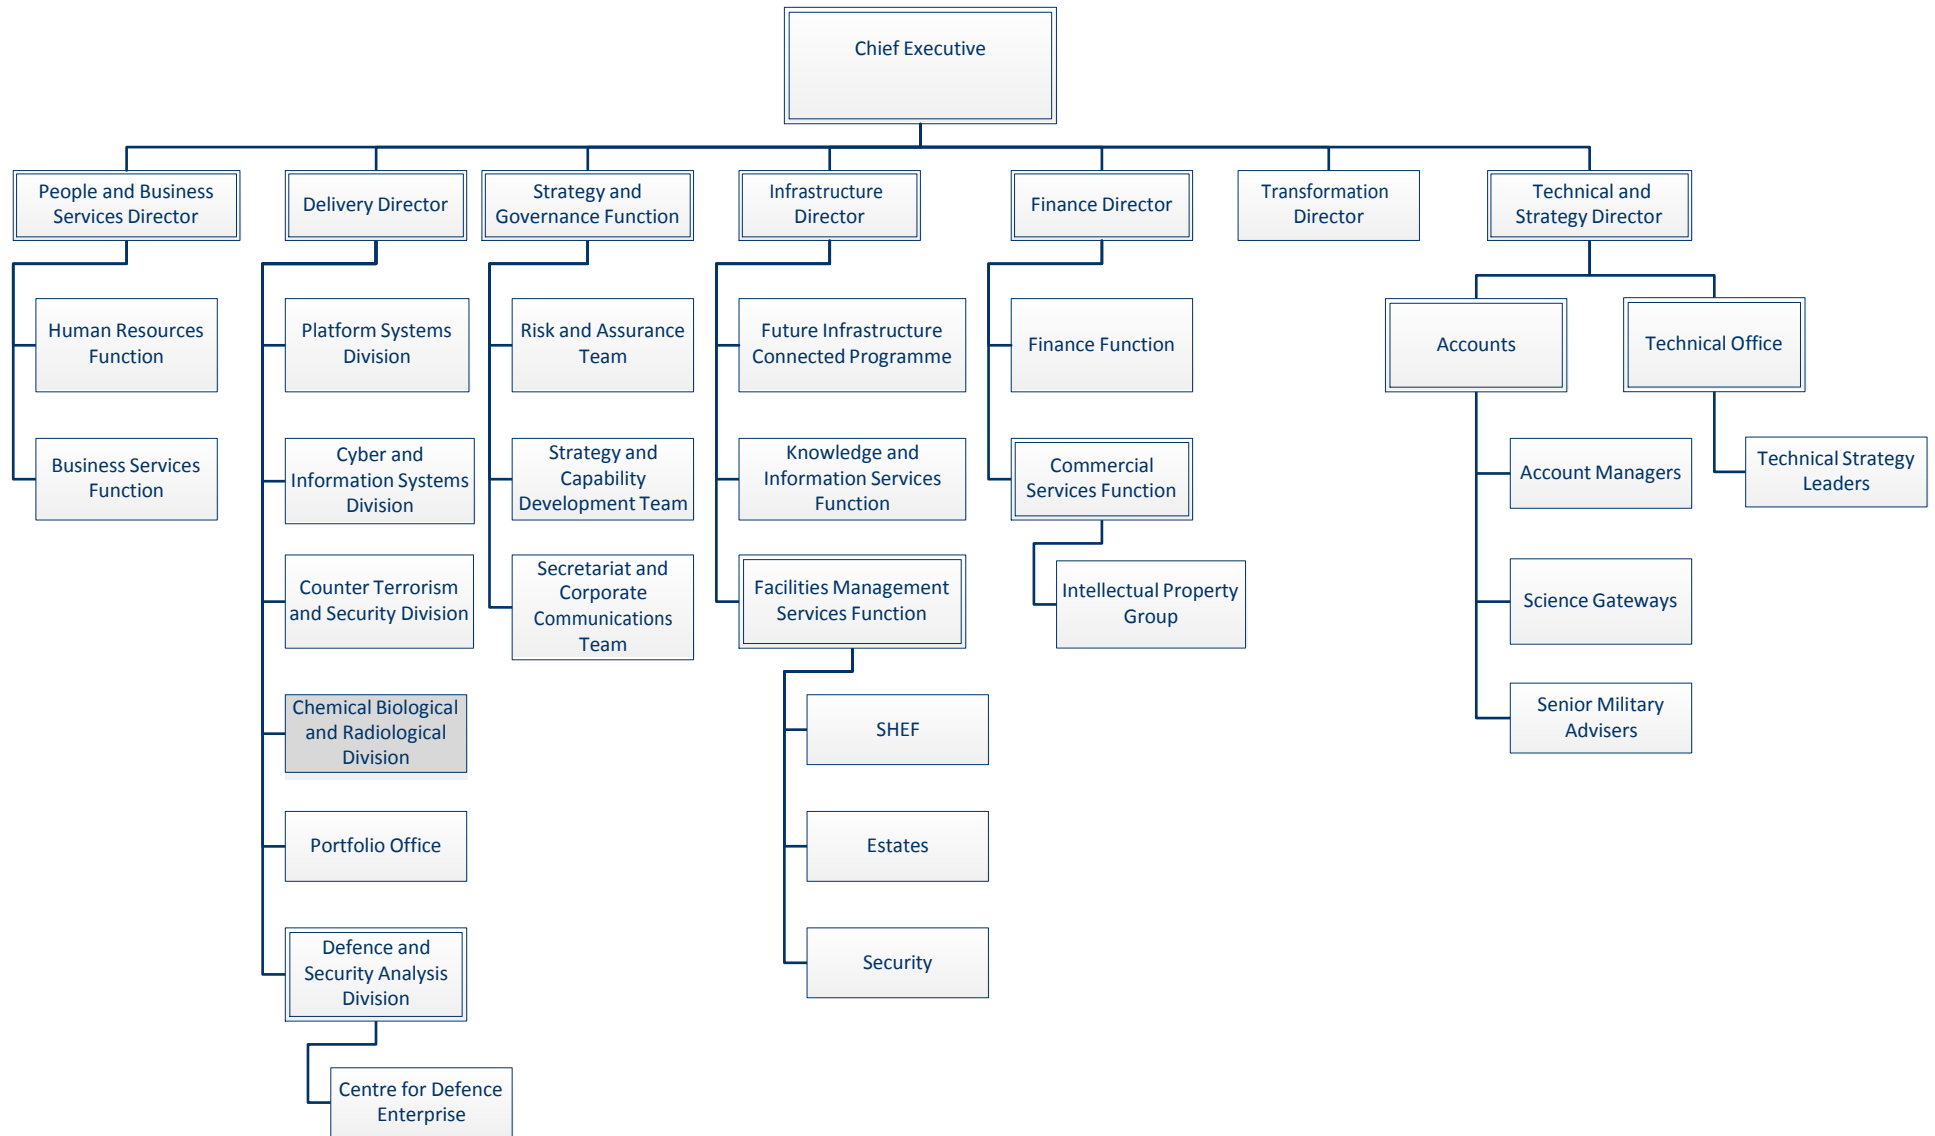 Chief Executive
People and Business
Services Director
Delivery Director
Strategy and
Governance Function
Infrastructure
Director
Finance Director
Transformation
Director
Technical and
Strategy Director
Human Resources
Function
Business Services
Function
Platform Systems
Division
Cyber and
Information Systems
Division
Counter Terrorism
and Security Division
Chemical Biological
and Radiological
Division
Portfolio Office
Defence and
Security Analysis
Division
Centre for Defence
Enterprise
Risk and Assurance
Team
Strategy and
Capability
Development Team
Secretariat and
Corporate
Communications
Team
Future Infrastructure
Connected Programme
Knowledge and
Information Services
Function
Facilities Management
Services Function
SHEF
Estates
Security
Finance Function
Commercial
Services Function
Intellectual Property
Group
Accounts
Account Managers
Science Gateways
Senior Military
Advisers
Technical Office
Technical Strategy
Leaders